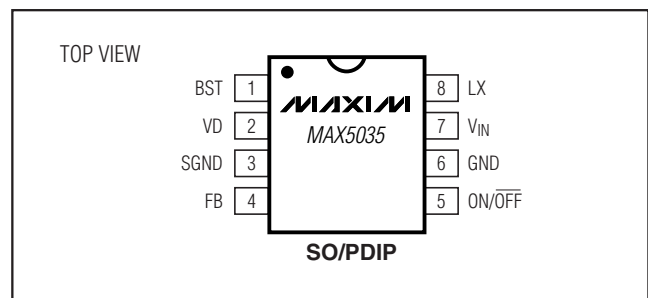 TOP VIEW
BST 1
VD 2
SGND 3
FB 4
MAXIM
MAX5035
8 LX
7 VIN
6 GND
5 ON/OFF
SO/PDIP